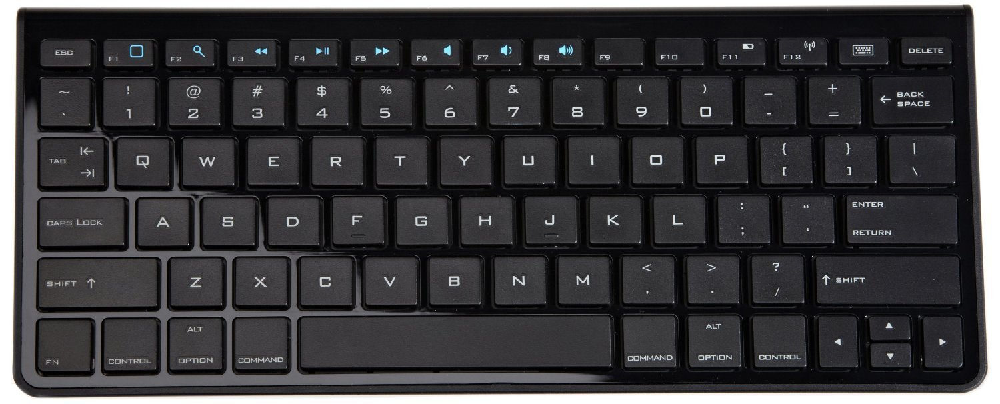 ESC F1 F2 F3 F4 F5 F6 F7 F8 F9 F10 F11 F12 DELETE
~ ! @ # $ % ^ & * ( ) _ + ← BACK
` 1 2 3 4 5 6 7 8 9 0 - = SPACE
TAB Q W E R T Y U I O P { } |
[ ] \
CAPS LOCK A S D F G H J K L : “ ENTER
; ‘ RETURN
SHIFT ↑ Z X C V B N M < > ? ↑ SHIFT
, . /
ALT ALT
FN CONTROL OPTION COMMAND COMMAND OPTION CONTROL